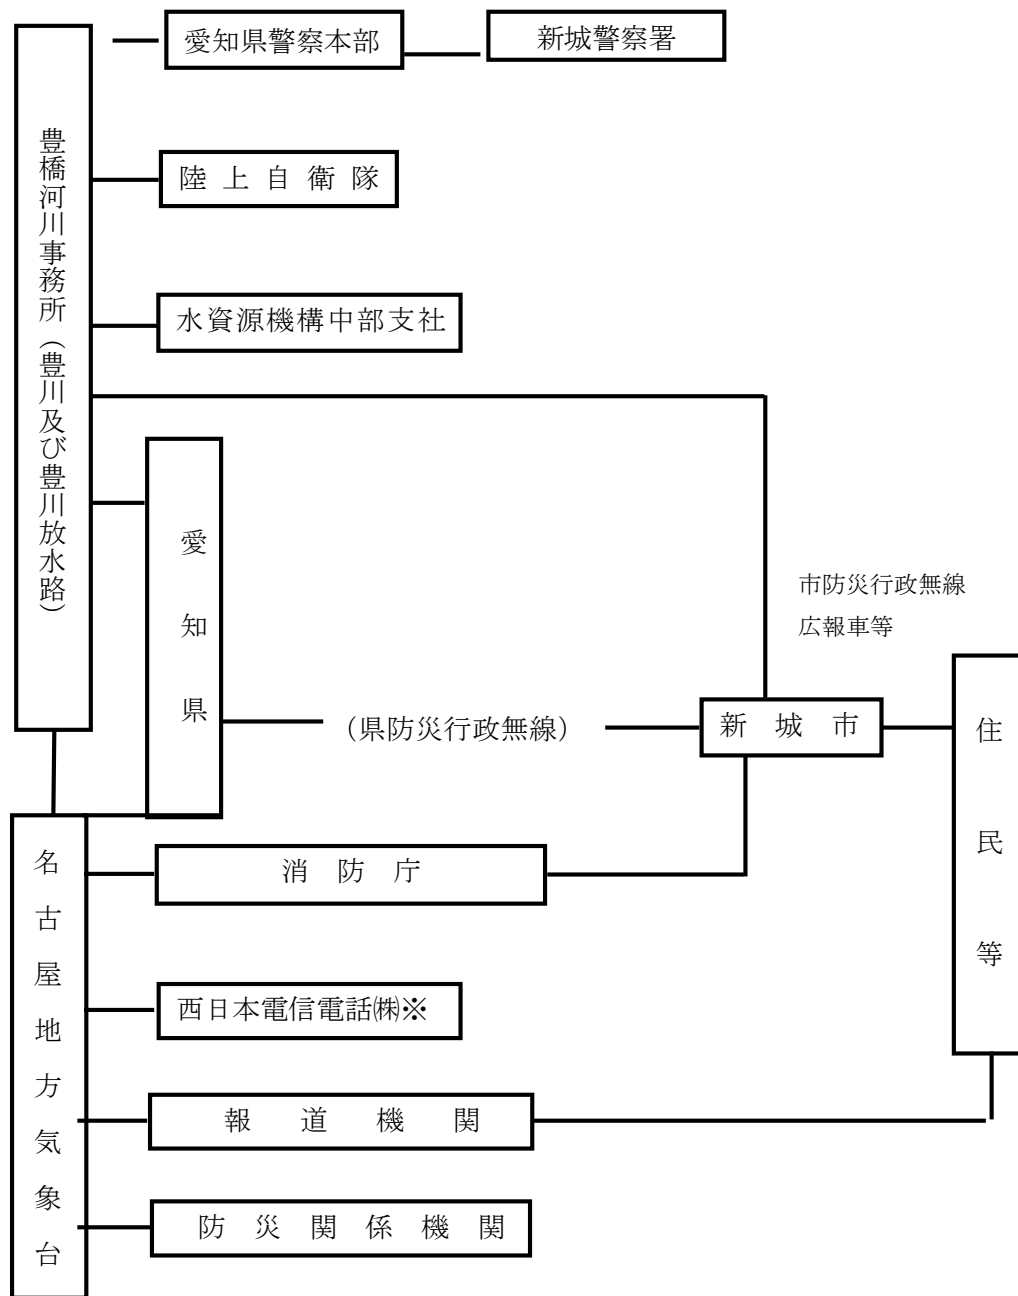 愛知県警察本部
新城警察署
豊橋河川事務所（豊川及び豊川放水路）
陸上自衛隊
水資源機構中部支社
愛知県
市防災行政無線
広報車等
（県防災行政無線）
新城市
住民等
名古屋地方気象台
消防庁
西日本電信電話㈱※
報道機関
防災関係機関